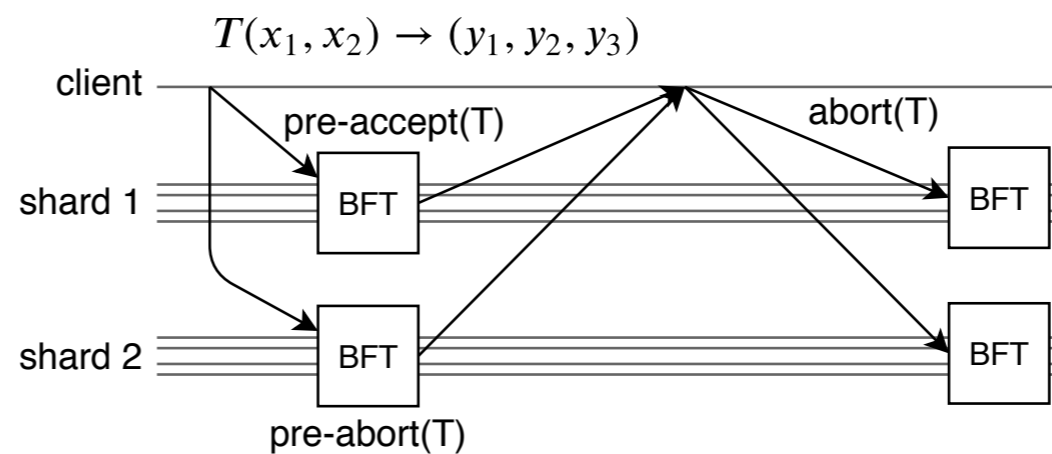 T(x₁, x₂) → (y₁, y₂, y₃)
client
pre-accept(T)
abort(T)
shard 1
BFT
BFT
shard 2
BFT
BFT
pre-abort(T)